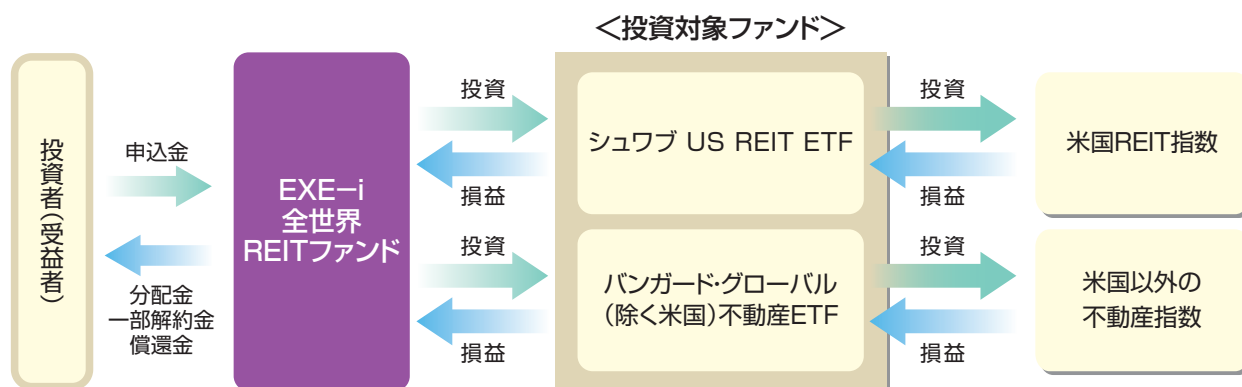 <投資対象ファンド>
投資者(受益者)
申込金
分配金
一部解約金
償還金
EXE-i
全世界
REITファンド
投資
損益
投資
損益
シュワブ US REIT ETF
バンガード・グローバル
(除く米国)不動産ETF
投資
損益
投資
損益
米国REIT指数
米国以外の
不動産指数